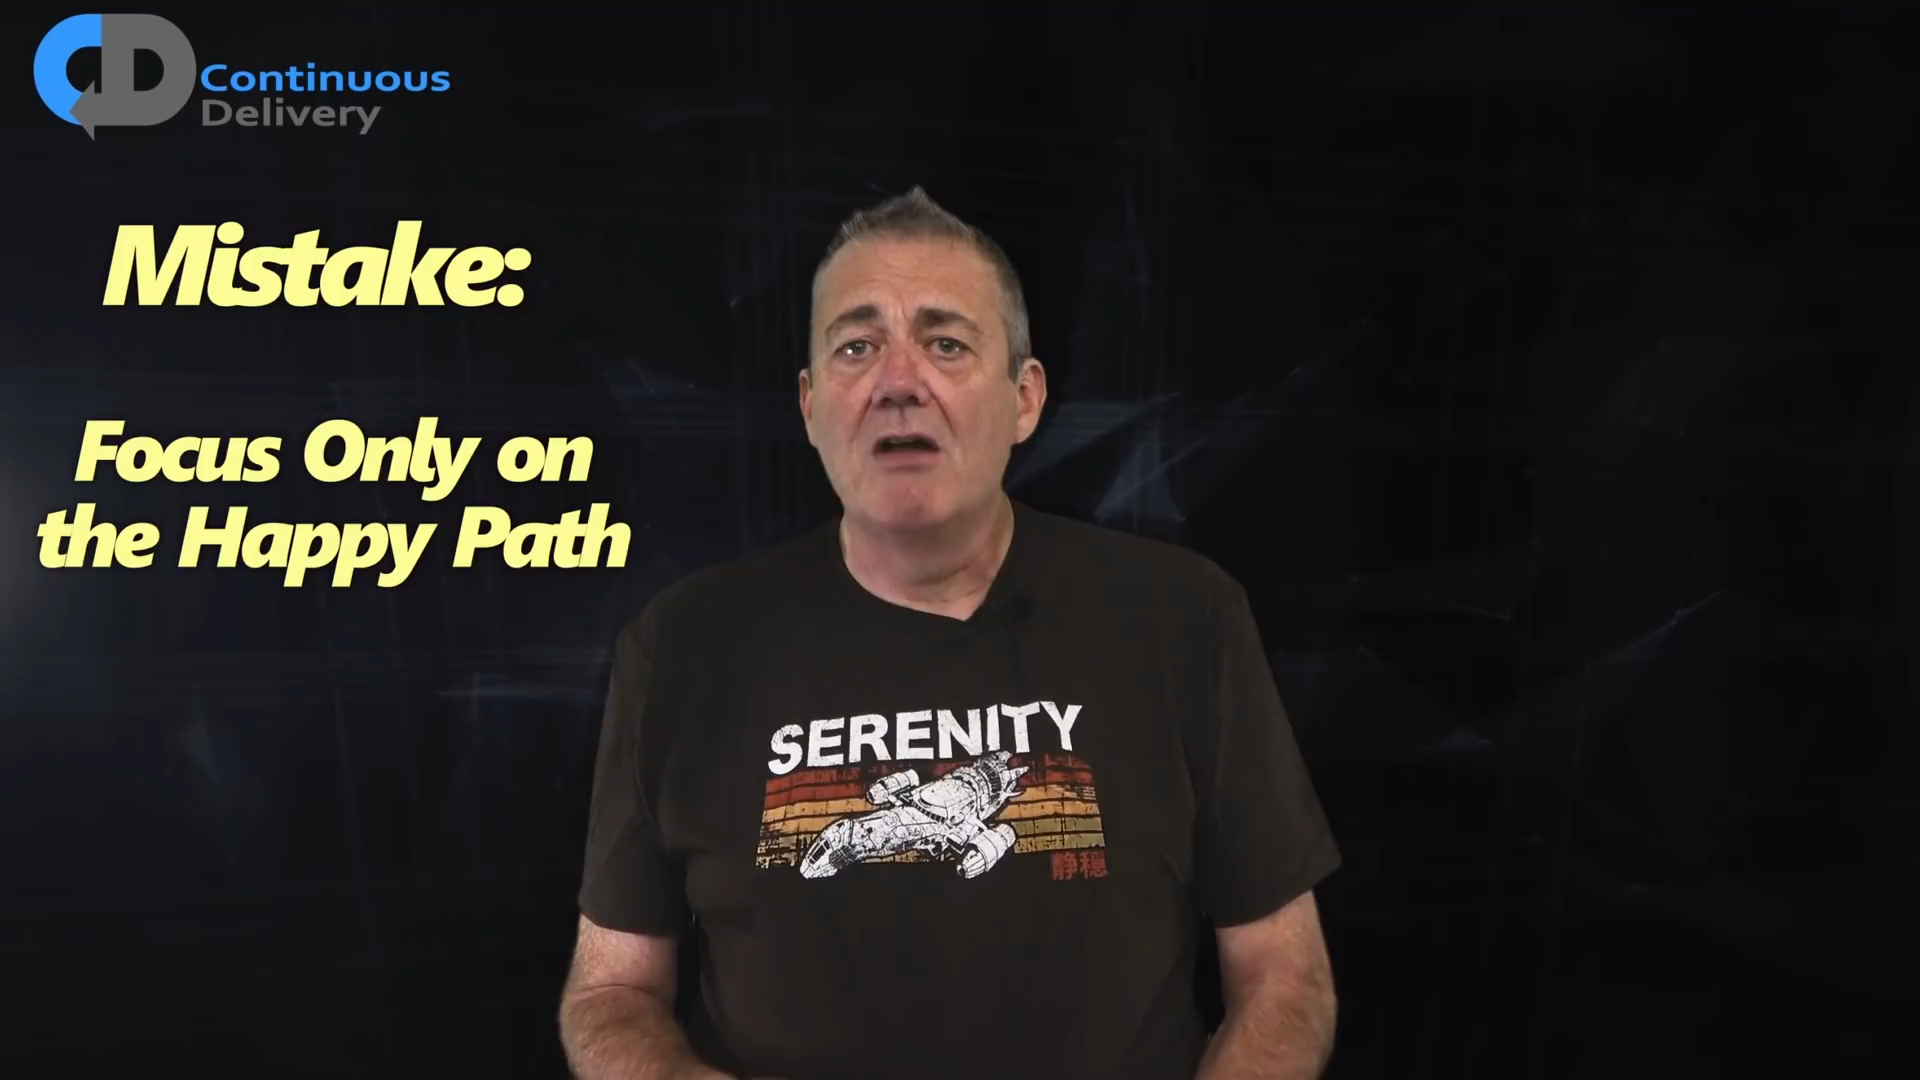 Continuous
Delivery
Mistake:
Focus Only on
the Happy Path
SERENITY
静穏